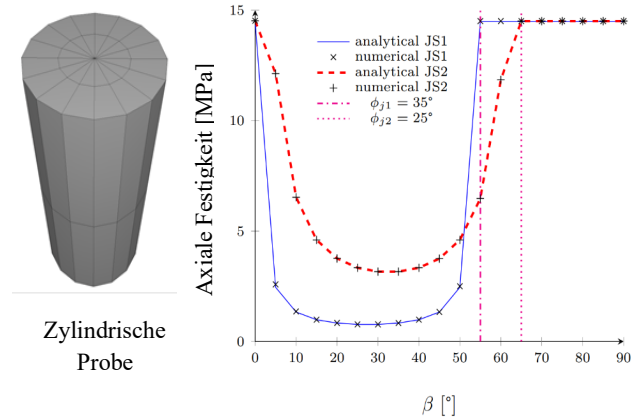 Zylindrische
Probe
Axiale Festigkeit [MPa]
15
10
5
0
analytical JS1
numerical JS1
analytical JS2
numerical JS2
ϕj1 = 35°
ϕj2 = 25°
0 10 20 30 40 50 60 70 80 90
β [°]